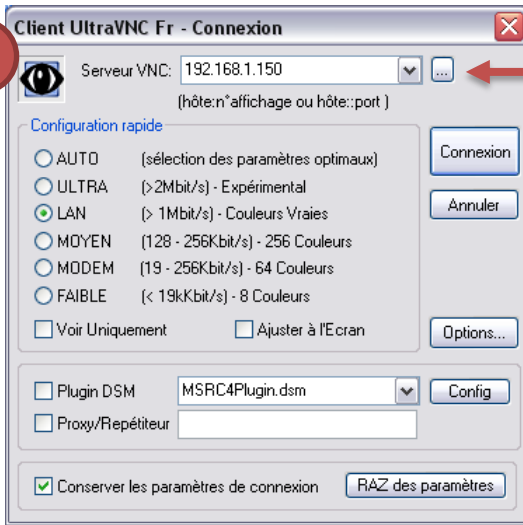 Client UltraVNC Fr - Connexion
Serveur VNC: 192.168.1.150 ...
(hôte:n°affichage ou hôte::port )
Configuration rapide
AUTO (sélection des paramètres optimaux)
Connexion
ULTRA (>2Mbit/s) - Expérimental
LAN (> 1Mbit/s) - Couleurs Vraies
Annuler
MOYEN (128 - 256Kbit/s) - 256 Couleurs
MODEM (19 - 256Kbit/s) - 64 Couleurs
FAIBLE (< 19kKbit/s) - 8 Couleurs
Voir Uniquement Ajuster à l'Ecran Options...
Plugin DSM MSRC4Plugin.dsm Config
Proxy/Repétiteur
Conserver les paramètres de connexion RAZ des paramètres